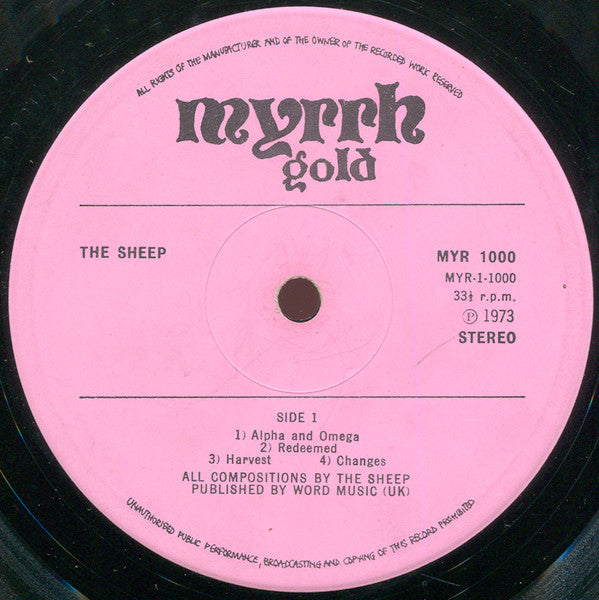 ALL RIGHTS OF THE MANUFACTURER AND OF THE OWNER OF THE RECORDED WORK RESERVED
myrrh
gold
THE SHEEP
MYR 1000
MYR-1-1000
33⅓ r.p.m.
Ⓟ 1973
STEREO
SIDE 1
1) Alpha and Omega
2) Redeemed
3) Harvest 4) Changes
ALL COMPOSITIONS BY THE SHEEP
PUBLISHED BY WORD MUSIC (UK)
UNAUTHORISED PUBLIC PERFORMANCE, BROADCASTING AND COPYING OF THIS RECORD PROHIBITED